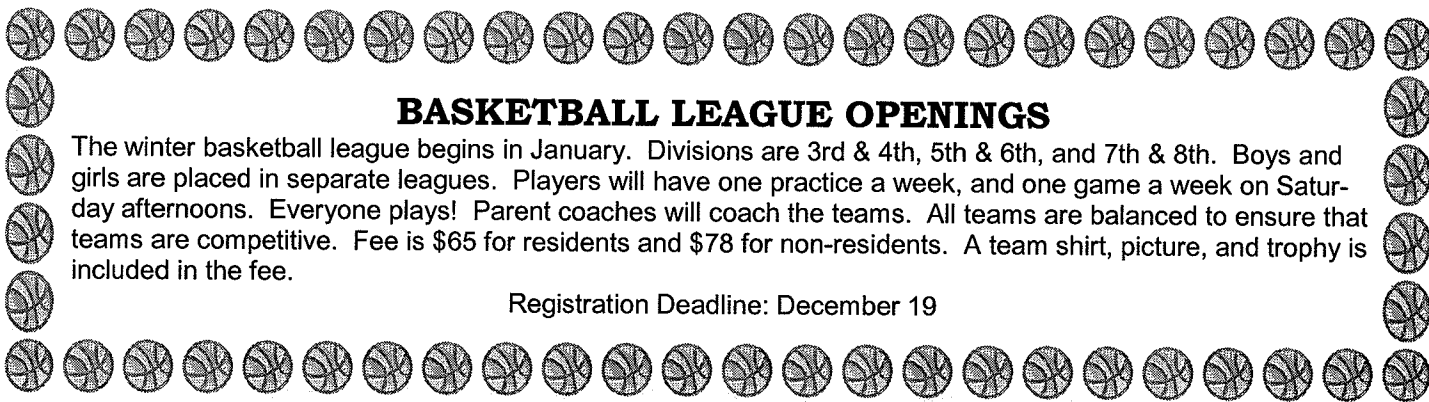 BASKETBALL LEAGUE OPENINGS
The winter basketball league begins in January. Divisions are 3rd & 4th, 5th & 6th, and 7th & 8th. Boys and
girls are placed in separate leagues. Players will have one practice a week, and one game a week on Satur-
day afternoons. Everyone plays! Parent coaches will coach the teams. All teams are balanced to ensure that
teams are competitive. Fee is $65 for residents and $78 for non-residents. A team shirt, picture, and trophy is
included in the fee.
Registration Deadline: December 19